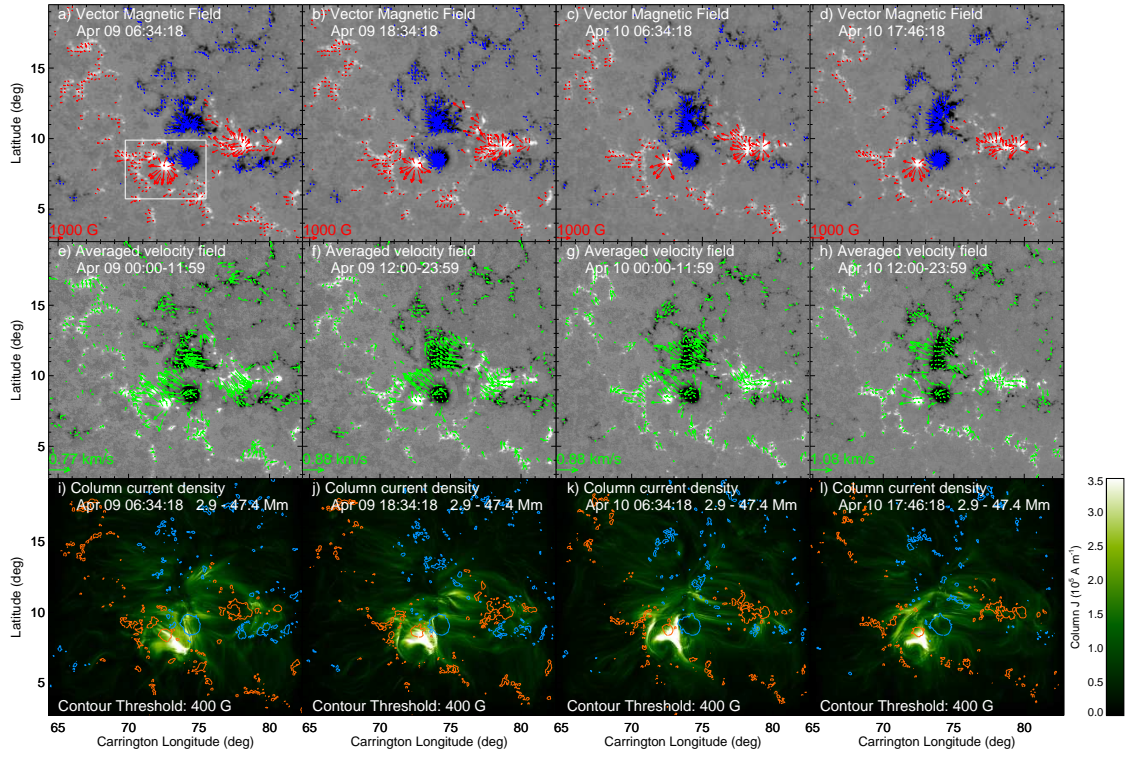 a) Vector Magnetic Field
Apr 09 06:34:18
b) Vector Magnetic Field
Apr 09 18:34:18
c) Vector Magnetic Field
Apr 10 06:34:18
d) Vector Magnetic Field
Apr 10 17:46:18
15
10
5
Latitude (deg)
1000 G
1000 G
1000 G
1000 G
e) Averaged velocity field
Apr 09 00:00-11:59
f) Averaged velocity field
Apr 09 12:00-23:59
g) Averaged velocity field
Apr 10 00:00-11:59
h) Averaged velocity field
Apr 10 12:00-23:59
15
10
5
Latitude (deg)
0.77 km/s
0.88 km/s
0.88 km/s
1.08 km/s
i) Column current density
Apr 09 06:34:18 2.9 - 47.4 Mm
j) Column current density
Apr 09 18:34:18 2.9 - 47.4 Mm
k) Column current density
Apr 10 06:34:18 2.9 - 47.4 Mm
l) Column current density
Apr 10 17:46:18 2.9 - 47.4 Mm
15
10
5
Latitude (deg)
Contour Threshold: 400 G
Contour Threshold: 400 G
Contour Threshold: 400 G
Contour Threshold: 400 G
65 70 75 80
65 70 75 80
65 70 75 80
65 70 75 80
Carrington Longitude (deg)
Carrington Longitude (deg)
Carrington Longitude (deg)
Carrington Longitude (deg)
3.5
3.0
2.5
2.0
1.5
1.0
0.5
0.0
Column J (10⁵ A m⁻¹)